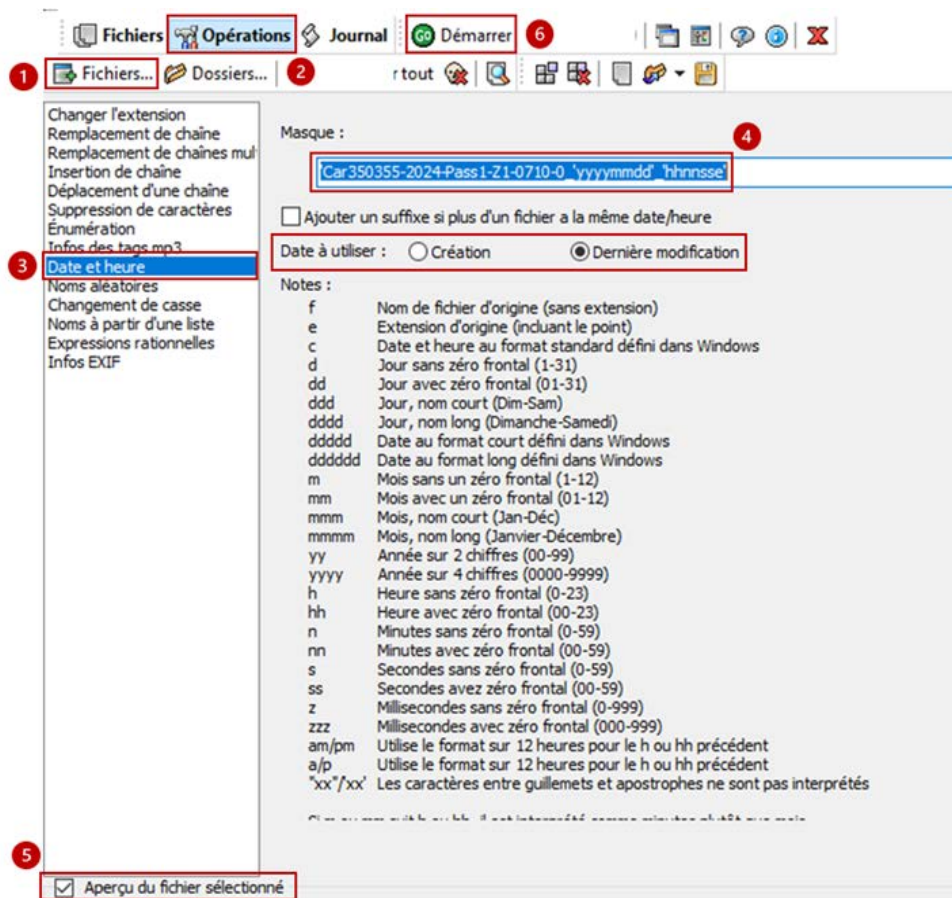 Fichiers Opérations Journal Démarrer 6
1 Fichiers... Dossiers... 2 r tout
Changer l'extension
Remplacement de chaîne
Remplacement de chaînes mul
Insertion de chaîne
Déplacement d'une chaîne
Suppression de caractères
Énumération
Infos des tags mp3
3 Date et heure
Noms aléatoires
Changement de casse
Noms à partir d'une liste
Expressions rationnelles
Infos EXIF
Masque :
4
'Car350355-2024-Pass1-Z1-0710-0_'yyyymmdd'_'hhnnsse'
Ajouter un suffixe si plus d'un fichier a la même date/heure
Date à utiliser : Création Dernière modification
Notes :
f Nom de fichier d'origine (sans extension)
e Extension d'origine (incluant le point)
c Date et heure au format standard défini dans Windows
d Jour sans zéro frontal (1-31)
dd Jour avec zéro frontal (01-31)
ddd Jour, nom court (Dim-Sam)
dddd Jour, nom long (Dimanche-Samedi)
ddddd Date au format court défini dans Windows
dddddd Date au format long défini dans Windows
m Mois sans un zéro frontal (1-12)
mm Mois avec un zéro frontal (01-12)
mmm Mois, nom court (Jan-Déc)
mmmm Mois, nom long (Janvier-Décembre)
yy Année sur 2 chiffres (00-99)
yyyy Année sur 4 chiffres (0000-9999)
h Heure sans zéro frontal (0-23)
hh Heure avec zéro frontal (00-23)
n Minutes sans zéro frontal (0-59)
nn Minutes avec zéro frontal (00-59)
s Secondes sans zéro frontal (0-59)
ss Secondes avez zéro frontal (00-59)
z Millisecondes sans zéro frontal (0-999)
zzz Millisecondes avec zéro frontal (000-999)
am/pm Utilise le format sur 12 heures pour le h ou hh précédent
a/p Utilise le format sur 12 heures pour le h ou hh précédent
"xx"/'xx' Les caractères entre guillemets et apostrophes ne sont pas interprétés
Si m ou mm suit h ou hh, il est interprété comme minutes plutôt que mois
5
Aperçu du fichier sélectionné